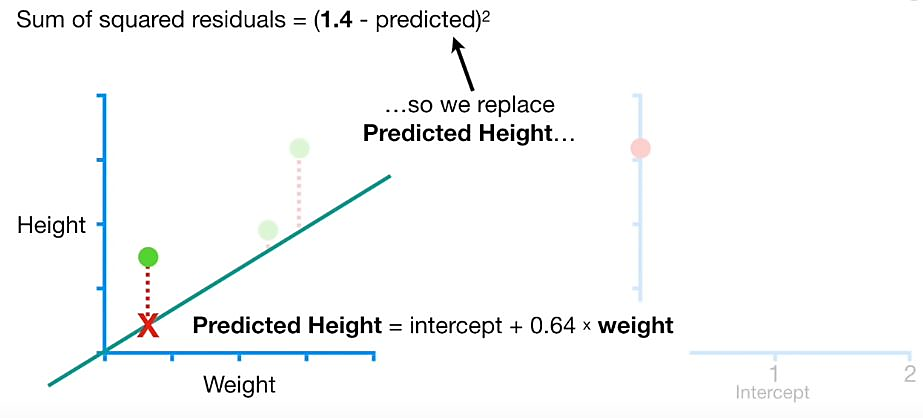 Sum of squared residuals = (1.4 - predicted)²
…so we replace
Predicted Height…
Height
X
Predicted Height = intercept + 0.64 × weight
Weight
1
2
Intercept